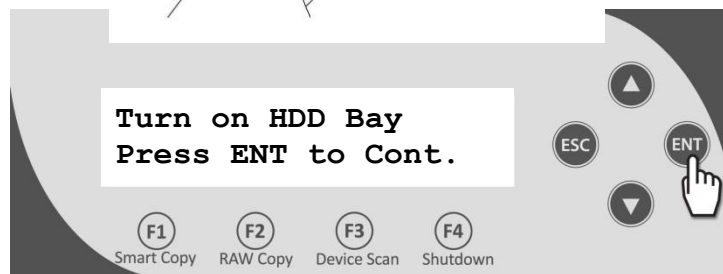 Turn on HDD Bay
Press ENT to Cont.
ESC
ENT
F1 F2 F3 F4
Smart Copy RAW Copy Device Scan Shutdown